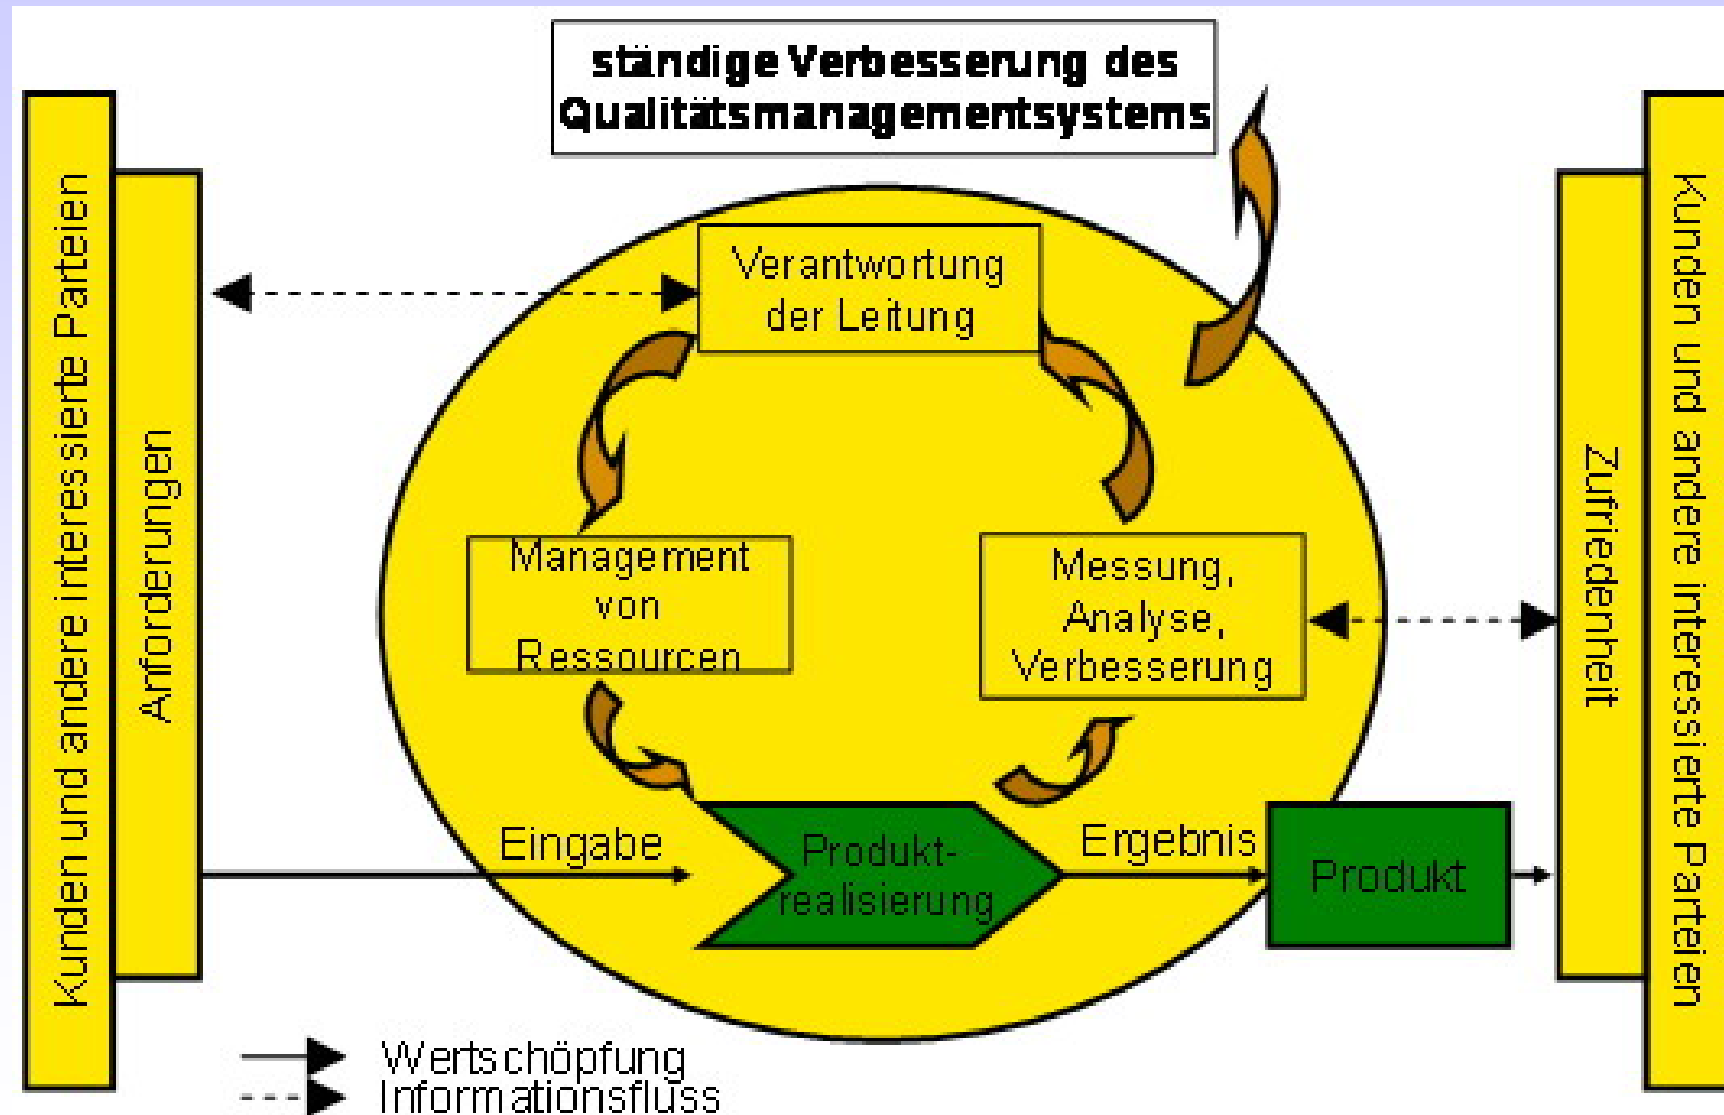 ständige Verbesserung des
Qualitätsmanagementsystems
Kunden und andere interessierte Parteien
Anforderungen
Verantwortung
der Leitung
Management
von
Ressourcen
Messung,
Analyse,
Verbesserung
Eingabe
Produkt-
realisierung
Ergebnis
Produkt
Zufriedenheit
Kunden und andere interessierte Parteien
Wertschöpfung
Informationsfluss